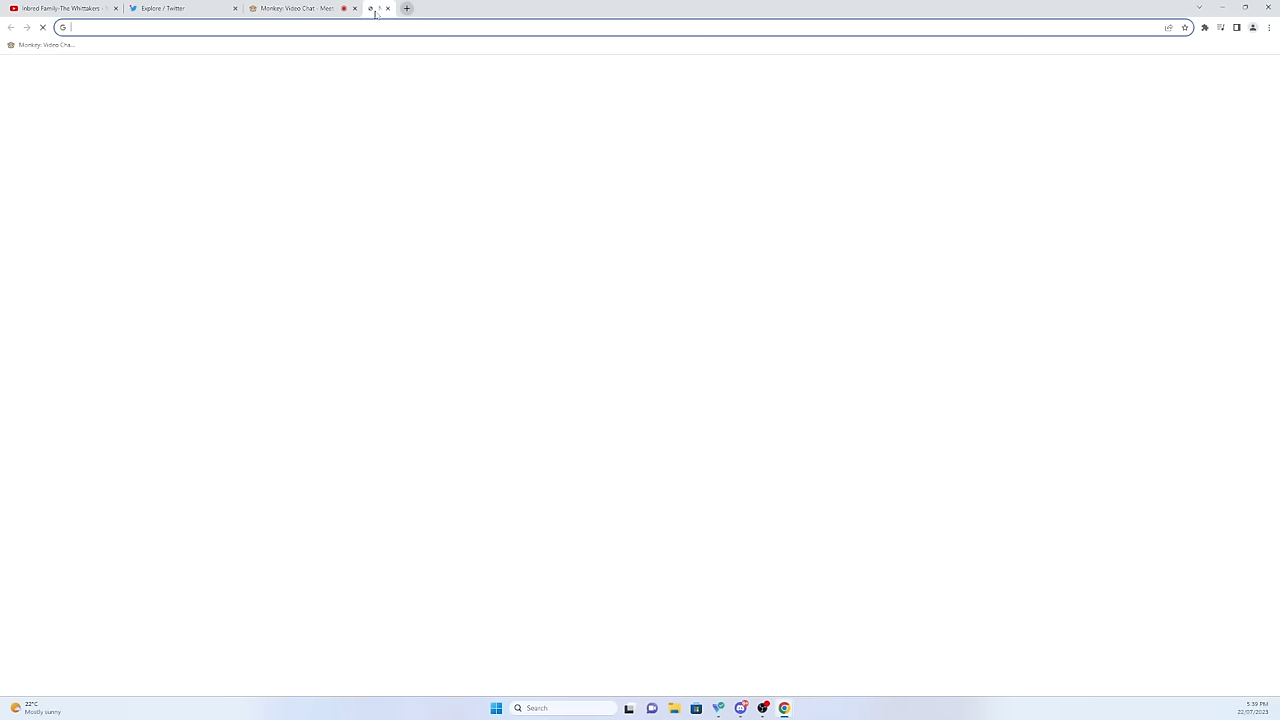 Inbred Family-The Whittakers -
Explore / Twitter
Monkey: Video Chat - Meet
Monkey: Video Cha...
22°C
Mostly sunny
Search
5:39 PM
22/07/2023